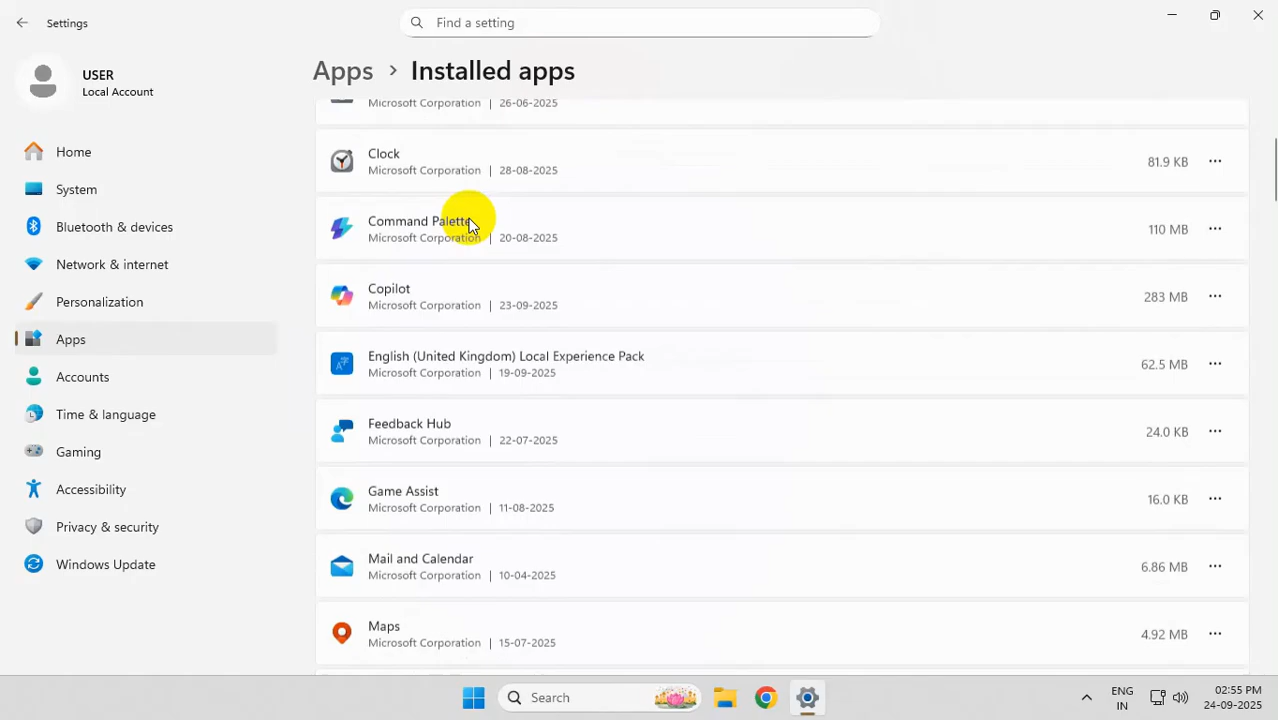 Settings
Find a setting
USER
Local Account
Home
System
Bluetooth & devices
Network & internet
Personalization
Apps
Accounts
Time & language
Gaming
Accessibility
Privacy & security
Windows Update
Apps > Installed apps
Microsoft Corporation | 26-06-2025
Clock
Microsoft Corporation | 28-08-2025
81.9 KB
Command Palette
Microsoft Corporation | 20-08-2025
110 MB
Copilot
Microsoft Corporation | 23-09-2025
283 MB
English (United Kingdom) Local Experience Pack
Microsoft Corporation | 19-09-2025
62.5 MB
Feedback Hub
Microsoft Corporation | 22-07-2025
24.0 KB
Game Assist
Microsoft Corporation | 11-08-2025
16.0 KB
Mail and Calendar
Microsoft Corporation | 10-04-2025
6.86 MB
Maps
Microsoft Corporation | 15-07-2025
4.92 MB
Search
ENG
IN
02:55 PM
24-09-2025